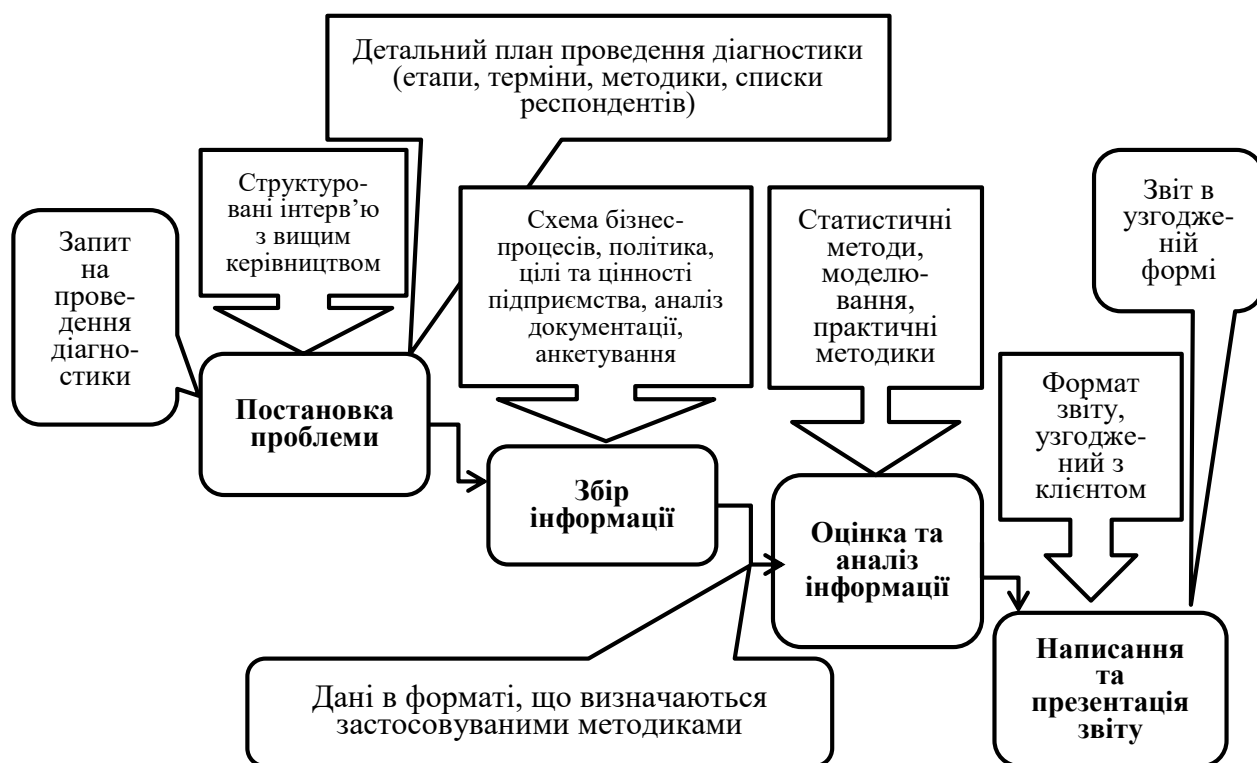 Детальний план проведення діагностики
(етапи, терміни, методики, списки
респондентів)
Структуро-
вані інтерв’ю
з вищим
керівництвом
Запит
на
прове-
дення
діагно-
стики
Схема бізнес-
процесів, політика,
цілі та цінності
підприємства, аналіз
документації,
анкетування
Статистичні
методи,
моделю-
вання,
практичні
методики
Звіт в
узгодже-
ній
формі
Постановка
проблеми
Збір
інформації
Оцінка та
аналіз
інформації
Формат
звіту,
узгодже-
ний з
клієнтом
Написання
та
презентація
звіту
Дані в форматі, що визначаються
застосовуваними методиками